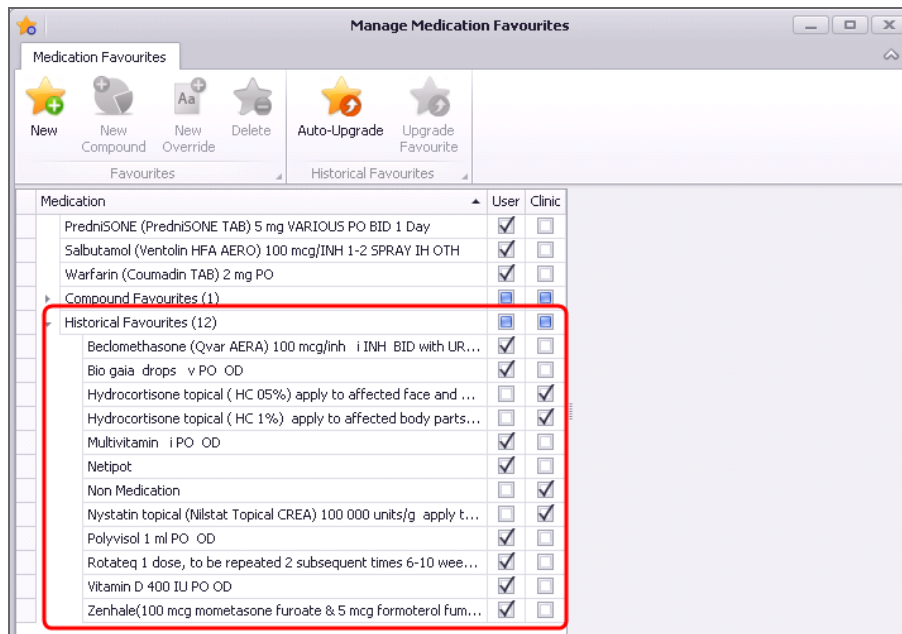 Manage Medication Favourites
Medication Favourites
New
New Compound
New Override
Delete
Auto-Upgrade
Upgrade Favourite
Favourites
Historical Favourites
Medication User Clinic
PredniSONE (PredniSONE TAB) 5 mg VARIOUS PO BID 1 Day
Salbutamol (Ventolin HFA AERO) 100 mcg/INH 1-2 SPRAY IH OTH
Warfarin (Coumadin TAB) 2 mg PO
Compound Favourites (1)
Historical Favourites (12)
Beclomethasone (Qvar AERA) 100 mcg/inh i INH BID with UR...
Bio gaia drops v PO OD
Hydrocortisone topical ( HC 05%) apply to affected face and ...
Hydrocortisone topical ( HC 1%) apply to affected body parts...
Multivitamin i PO OD
Netipot
Non Medication
Nystatin topical (Nilstat Topical CREA) 100 000 units/g apply t...
Polyvisol 1 ml PO OD
Rotateq 1 dose, to be repeated 2 subsequent times 6-10 wee...
Vitamin D 400 IU PO OD
Zenhale(100 mcg mometasone furoate & 5 mcg formoterol fum...